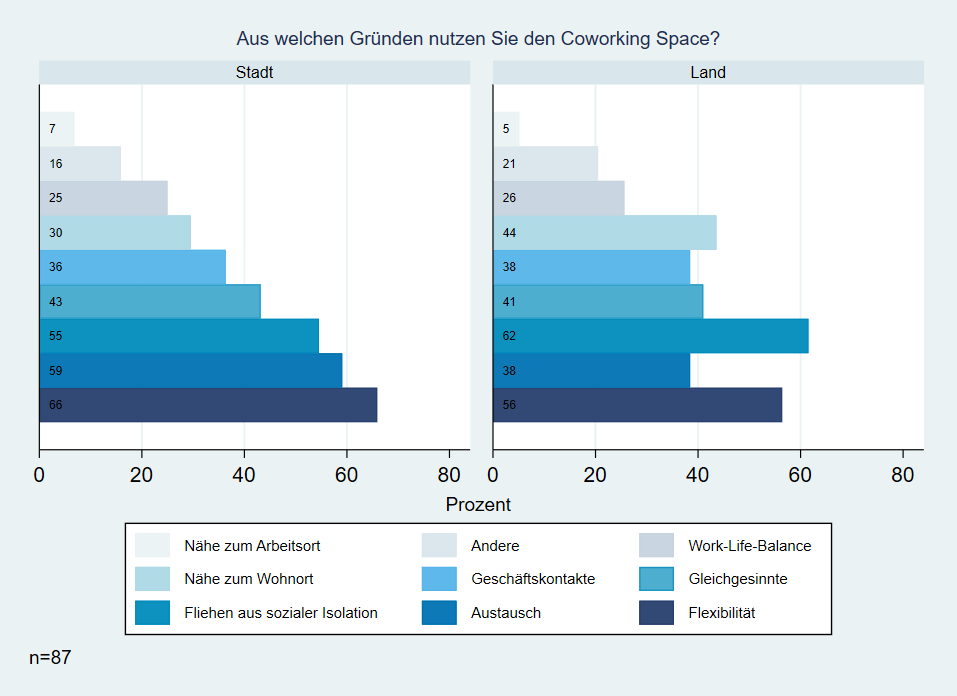 Aus welchen Gründen nutzen Sie den Coworking Space?
Stadt
7
16
25
30
36
43
55
59
66
0 20 40 60 80
Land
5
21
26
44
38
41
62
38
56
0 20 40 60 80
Prozent
Nähe zum Arbeitsort Andere Work-Life-Balance
Nähe zum Wohnort Geschäftskontakte Gleichgesinnte
Fliehen aus sozialer Isolation Austausch Flexibilität
n=87